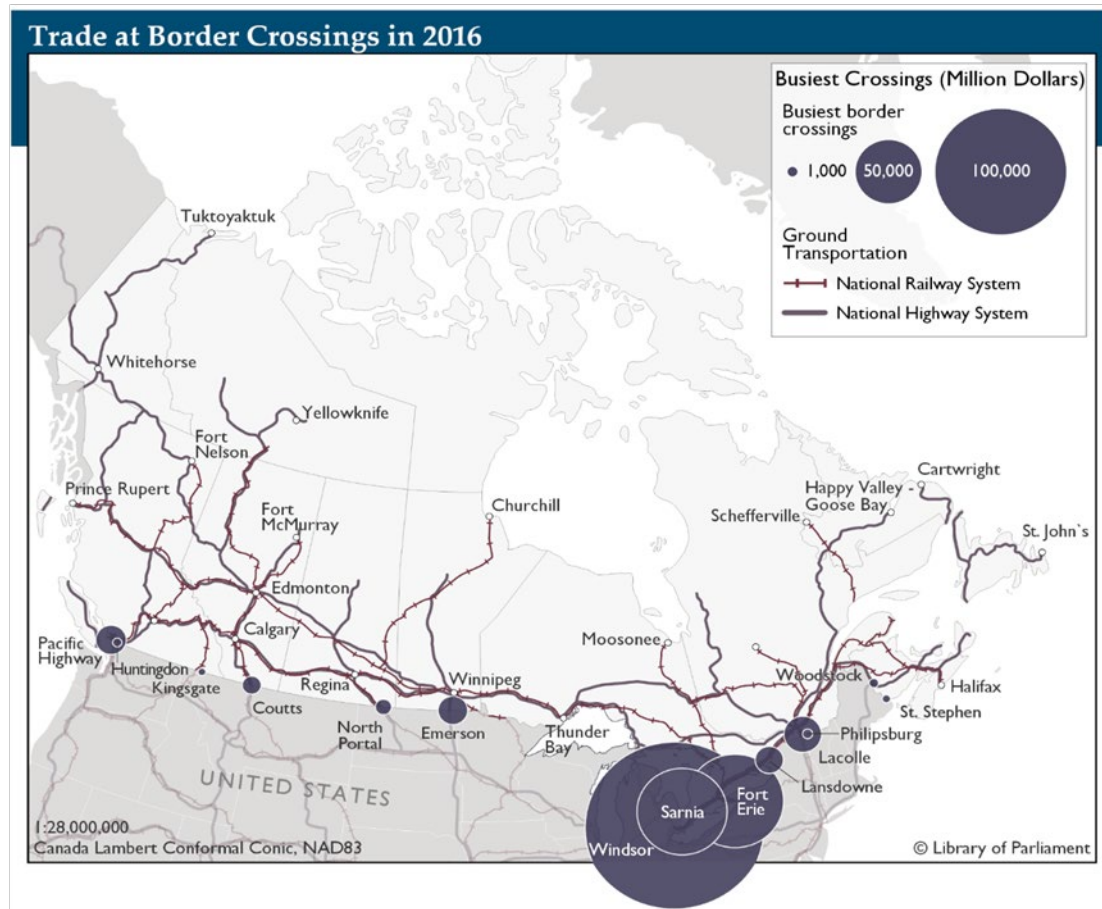 Trade at Border Crossings in 2016
Busiest Crossings (Million Dollars)
Busiest border
crossings
1,000
50,000
100,000
Ground
Transportation
National Railway System
National Highway System
Tuktoyaktuk
Whitehorse
Yellowknife
Fort
Nelson
Prince Rupert
Fort
McMurray
Churchill
Cartwright
Happy Valley -
Goose Bay
Schefferville
St. John`s
Edmonton
Calgary
Pacific
Highway
Huntingdon
Kingsgate
Coutts
Regina
North
Portal
Winnipeg
Emerson
Thunder
Bay
Moosonee
Woodstock
Halifax
St. Stephen
Philipsburg
Lacolle
Lansdowne
Fort
Erie
Sarnia
Windsor
UNITED STATES
1:28,000,000
Canada Lambert Conformal Conic, NAD83
© Library of Parliament